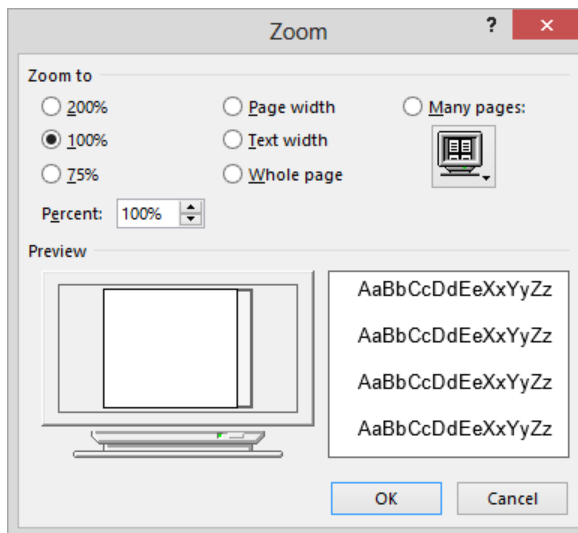 Zoom
?
Zoom to
200%
Page width
Many pages:
100%
Text width
75%
Whole page
Percent: 100%
Preview
AaBbCcDdEeXxYyZz
AaBbCcDdEeXxYyZz
AaBbCcDdEeXxYyZz
AaBbCcDdEeXxYyZz
OK
Cancel